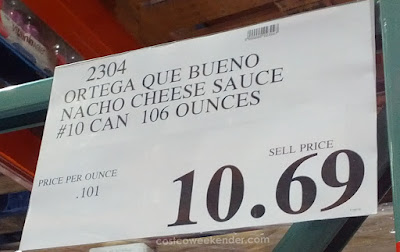 2304
ORTEGA QUE BUENO
NACHO CHEESE SAUCE
#10 CAN 106 OUNCES
PRICE PER OUNCE
.101
SELL PRICE
10.69
costcoweekender.com